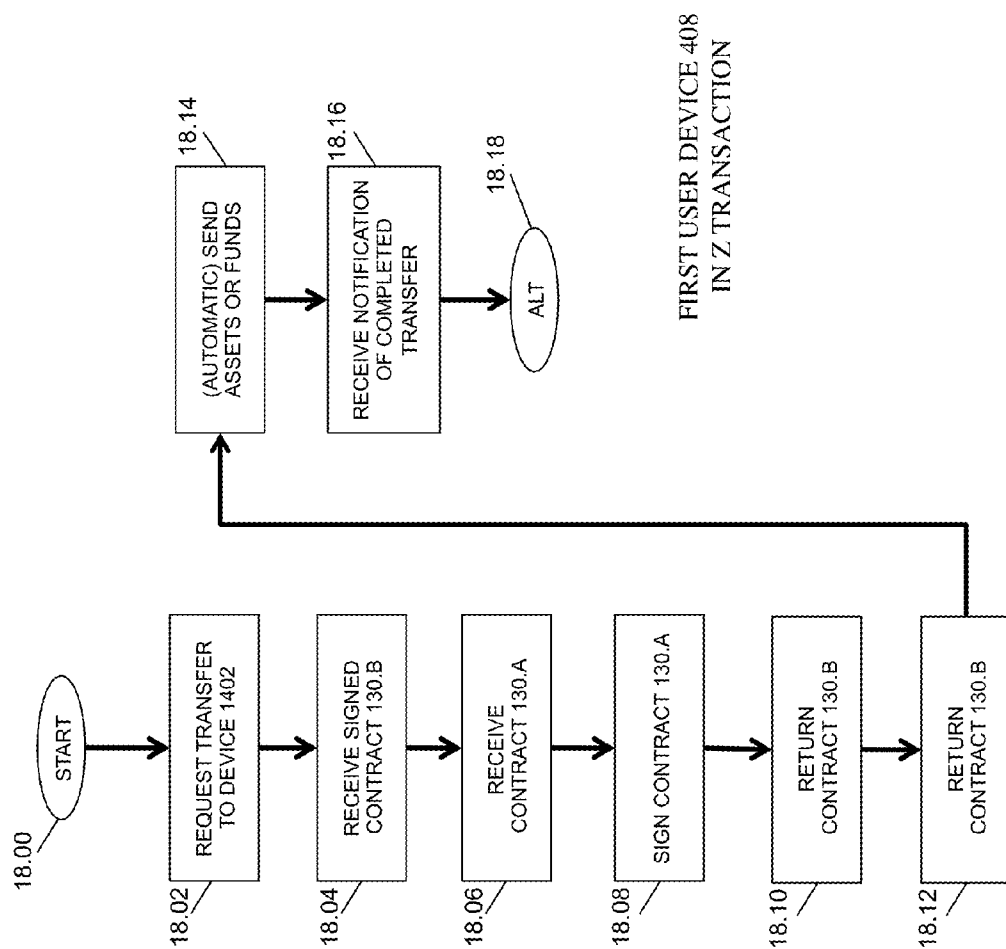 18.00
START
18.02
REQUEST TRANSFER
TO DEVICE 1402
18.04
RECEIVE SIGNED
CONTRACT 130.B
18.06
RECEIVE
CONTRACT 130.A
18.08
SIGN CONTRACT 130.A
18.10
RETURN
CONTRACT 130.B
18.12
RETURN
CONTRACT 130.B
18.14
(AUTOMATIC) SEND
ASSETS OR FUNDS
18.16
RECEIVE NOTIFICATION
OF COMPLETED
TRANSFER
18.18
ALT
FIRST USER DEVICE 408
IN Z TRANSACTION